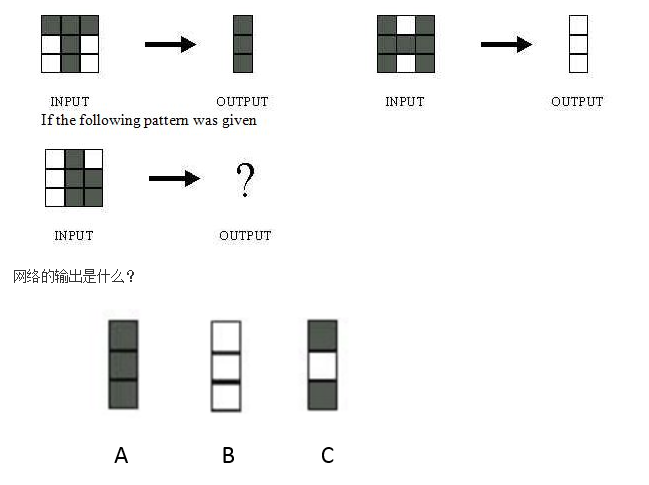 INPUT OUTPUT INPUT OUTPUT
If the following pattern was given
?
INPUT OUTPUT
网络的输出是什么？
A B C